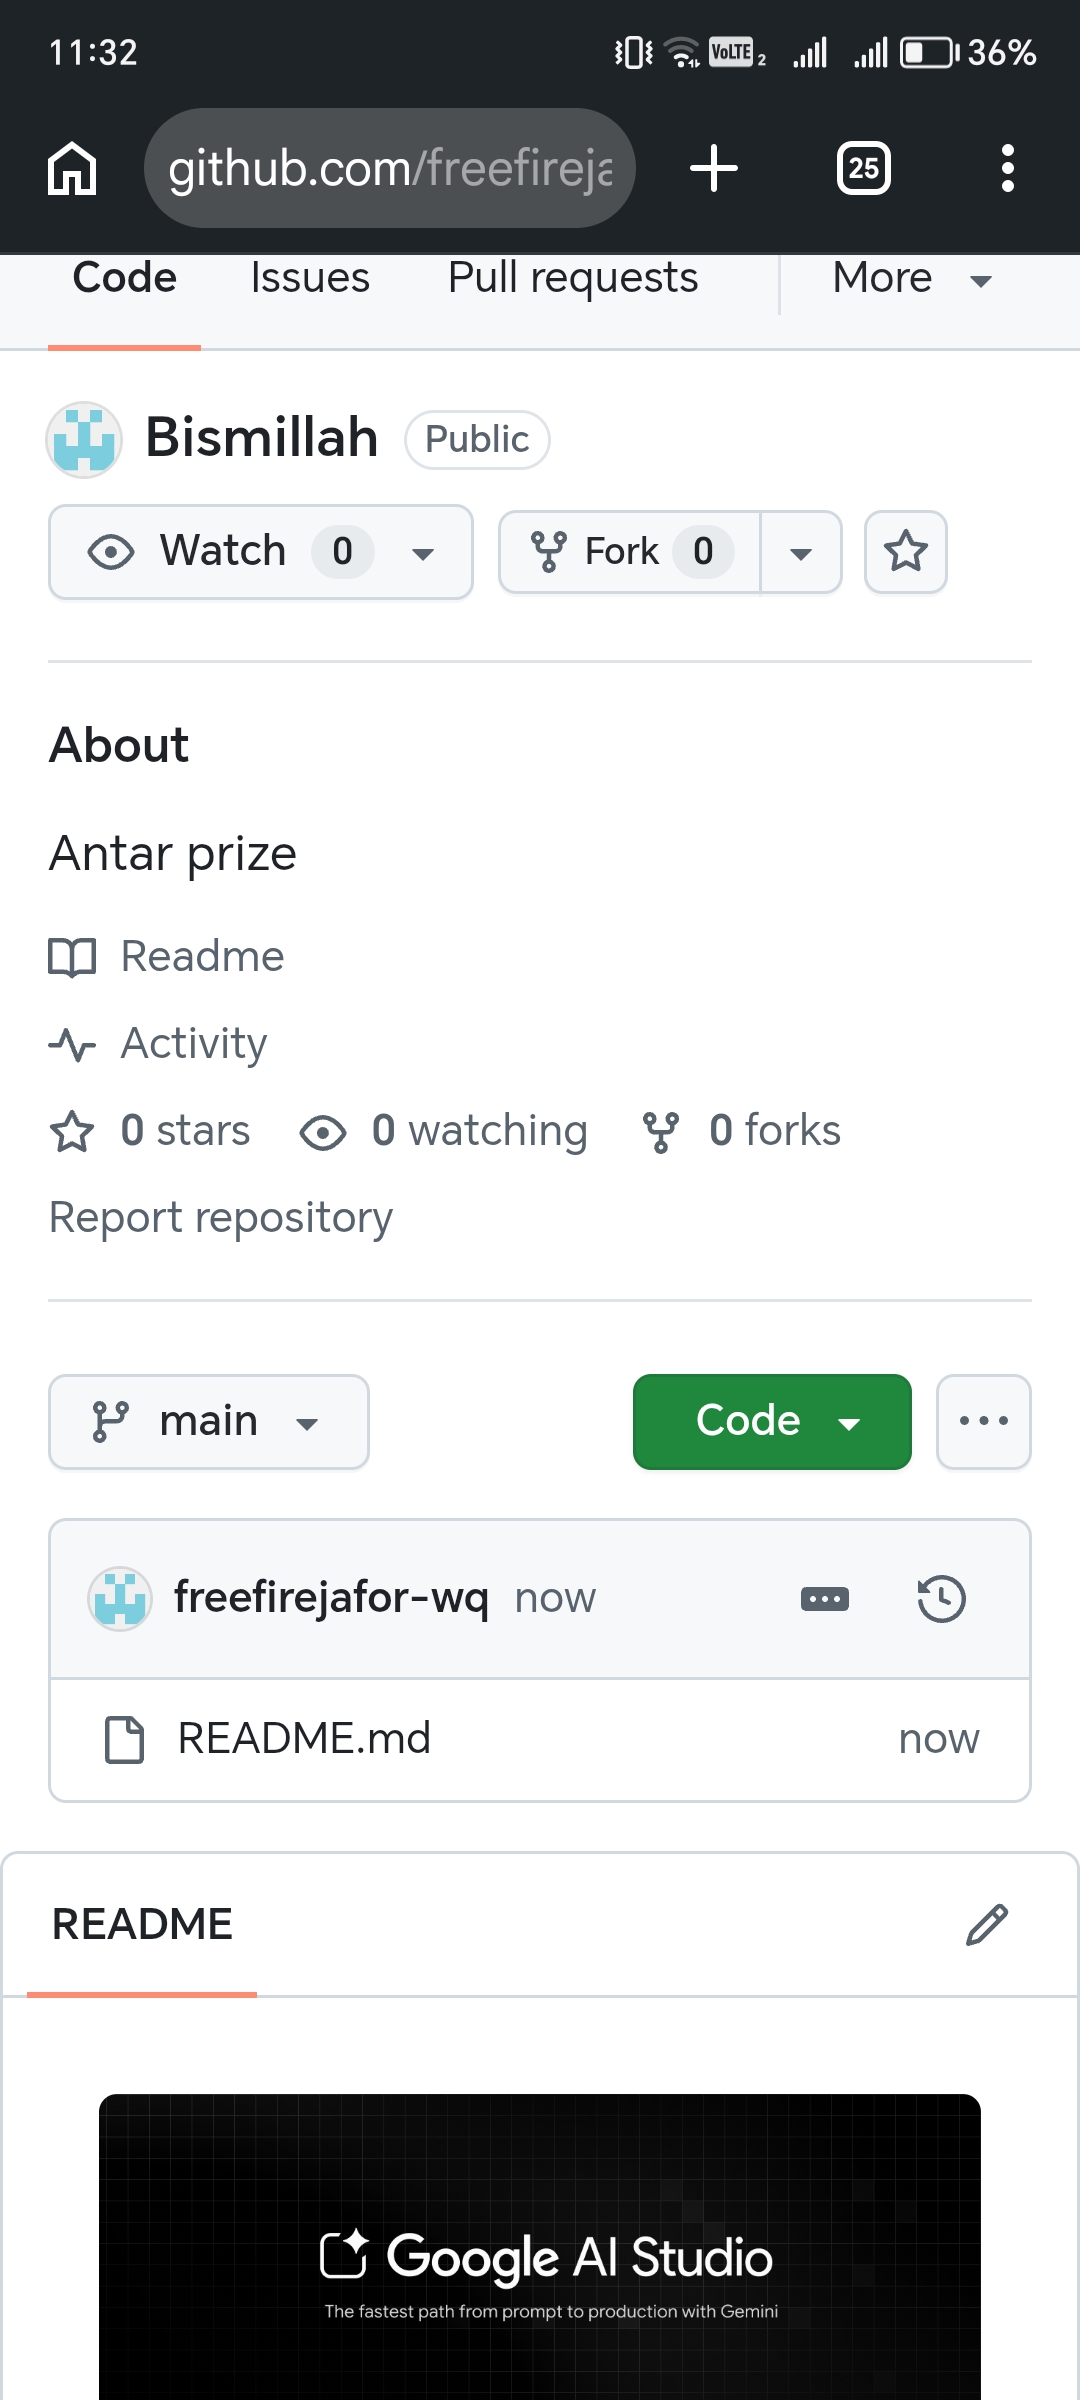 11:32 VoLTE 2 36%
github.com/freefireja 25
Code Issues Pull requests More
Bismillah Public
Watch 0 Fork 0
About
Antar prize
Readme
Activity
0 stars 0 watching 0 forks
Report repository
main Code
freefirejafor-wq now
README.md now
README
Google AI Studio
The fastest path from prompt to production with Gemini